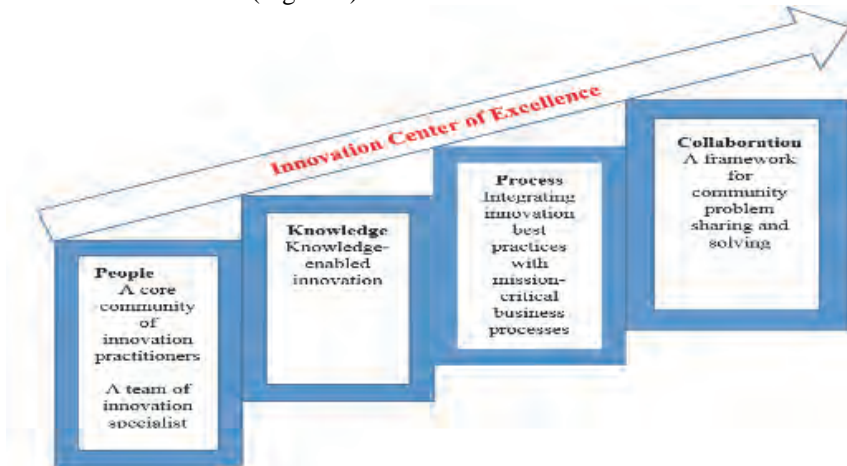 Innovation Center of Excellence
People
A core
community
of
innovation
practitioners
A team of
innovation
specialist
Knowledge
Knowledge-
enabled
innovation
Process
Integrating
innovation
best
practices
with
mission-
critical
business
processes
Collaboration
A framework
for
community
problem
sharing and
solving